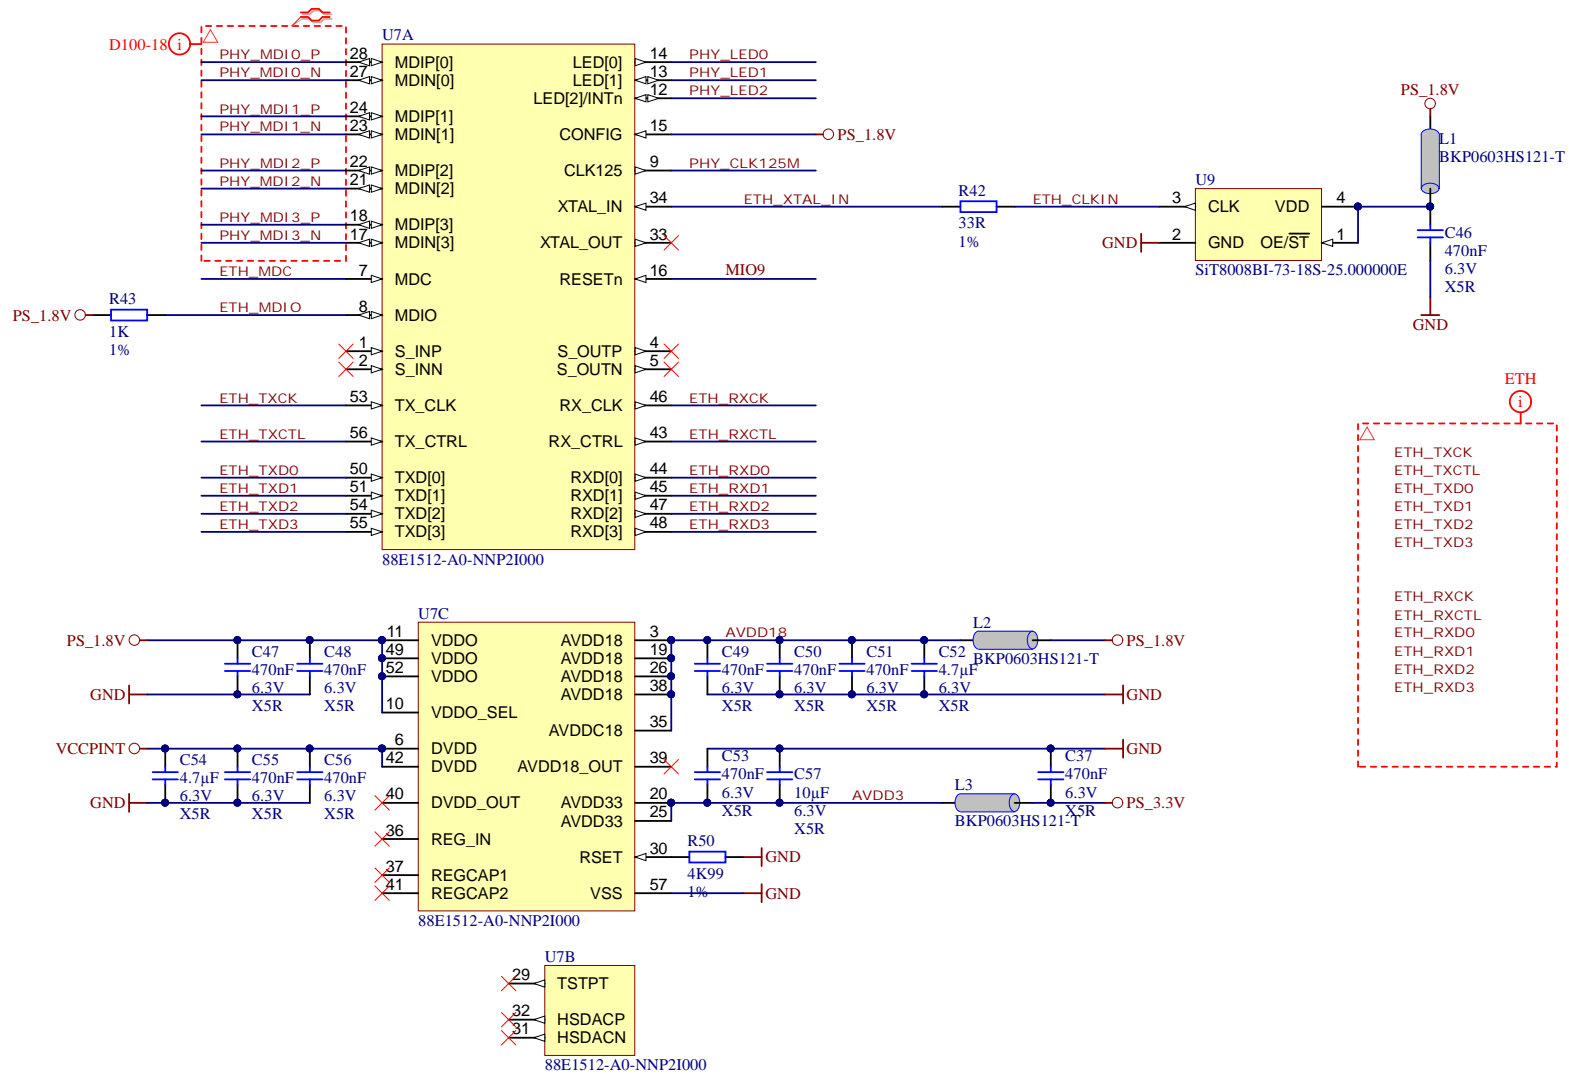 D100-18 i
U7A
PHY_MDI0_P 28 MDIP[0] LED[0] 14 PHY_LED0
PHY_MDI0_N 27 MDIN[0] LED[1] 13 PHY_LED1
LED[2]/INTn 12 PHY_LED2
PHY_MDI1_P 24 MDIP[1]
PHY_MDI1_N 23 MDIN[1] CONFIG 15 PS_1.8V
PHY_MDI2_P 22 MDIP[2] CLK125 9 PHY_CLK125M
PHY_MDI2_N 21 MDIN[2]
XTAL_IN 34 ETH_XTAL_IN
PHY_MDI3_P 18 MDIP[3]
PHY_MDI3_N 17 MDIN[3] XTAL_OUT 33
ETH_MDC 7 MDC RESETn 16 MIO9
PS_1.8V R43 1K 1% ETH_MDIO 8 MDIO
1 S_INP S_OUTP 4
2 S_INN S_OUTN 5
ETH_TXCK 53 TX_CLK RX_CLK 46 ETH_RXCK
ETH_TXCTL 56 TX_CTRL RX_CTRL 43 ETH_RXCTL
ETH_TXD0 50 TXD[0] RXD[0] 44 ETH_RXD0
ETH_TXD1 51 TXD[1] RXD[1] 45 ETH_RXD1
ETH_TXD2 54 TXD[2] RXD[2] 47 ETH_RXD2
ETH_TXD3 55 TXD[3] RXD[3] 48 ETH_RXD3
88E1512-A0-NNP2I000
R42
33R
1%
ETH_CLKIN
U9
3 CLK VDD 4
GND 2 GND OE/ST 1
SiT8008BI-73-18S-25.000000E
PS_1.8V
L1
BKP0603HS121-T
C46
470nF
6.3V
X5R
GND
ETH
i
ETH_TXCK
ETH_TXCTL
ETH_TXD0
ETH_TXD1
ETH_TXD2
ETH_TXD3
ETH_RXCK
ETH_RXCTL
ETH_RXD0
ETH_RXD1
ETH_RXD2
ETH_RXD3
U7C
PS_1.8V 11 VDDO AVDD18 3 AVDD18
49 VDDO AVDD18 19
52 VDDO AVDD18 26
AVDD18 38
10 VDDO_SEL AVDDC18 35
VCCPINT 6 DVDD
42 DVDD AVDD18_OUT 39
40 DVDD_OUT AVDD33 20 AVDD3
AVDD33 25
36 REG_IN
RSET 30
37 REGCAP1
41 REGCAP2 VSS 57 GND
88E1512-A0-NNP2I000
C47 C48
470nF 470nF
6.3V 6.3V
X5R X5R
GND
C54 C55 C56
4.7µF 470nF 470nF
6.3V 6.3V 6.3V
X5R X5R X5R
GND
C49 C50 C51 C52
470nF 470nF 470nF 4.7µF
6.3V 6.3V 6.3V 6.3V
X5R X5R X5R X5R
L2
BKP0603HS121-T
PS_1.8V
GND
GND
C53
470nF
6.3V
X5R
C57
10µF
6.3V
X5R
C37
470nF
6.3V
X5R
L3
BKP0603HS121-T
PS_3.3V
R50
4K99
1%
GND
U7B
29 TSTPT
32 HSDACP
31 HSDACN
88E1512-A0-NNP2I000